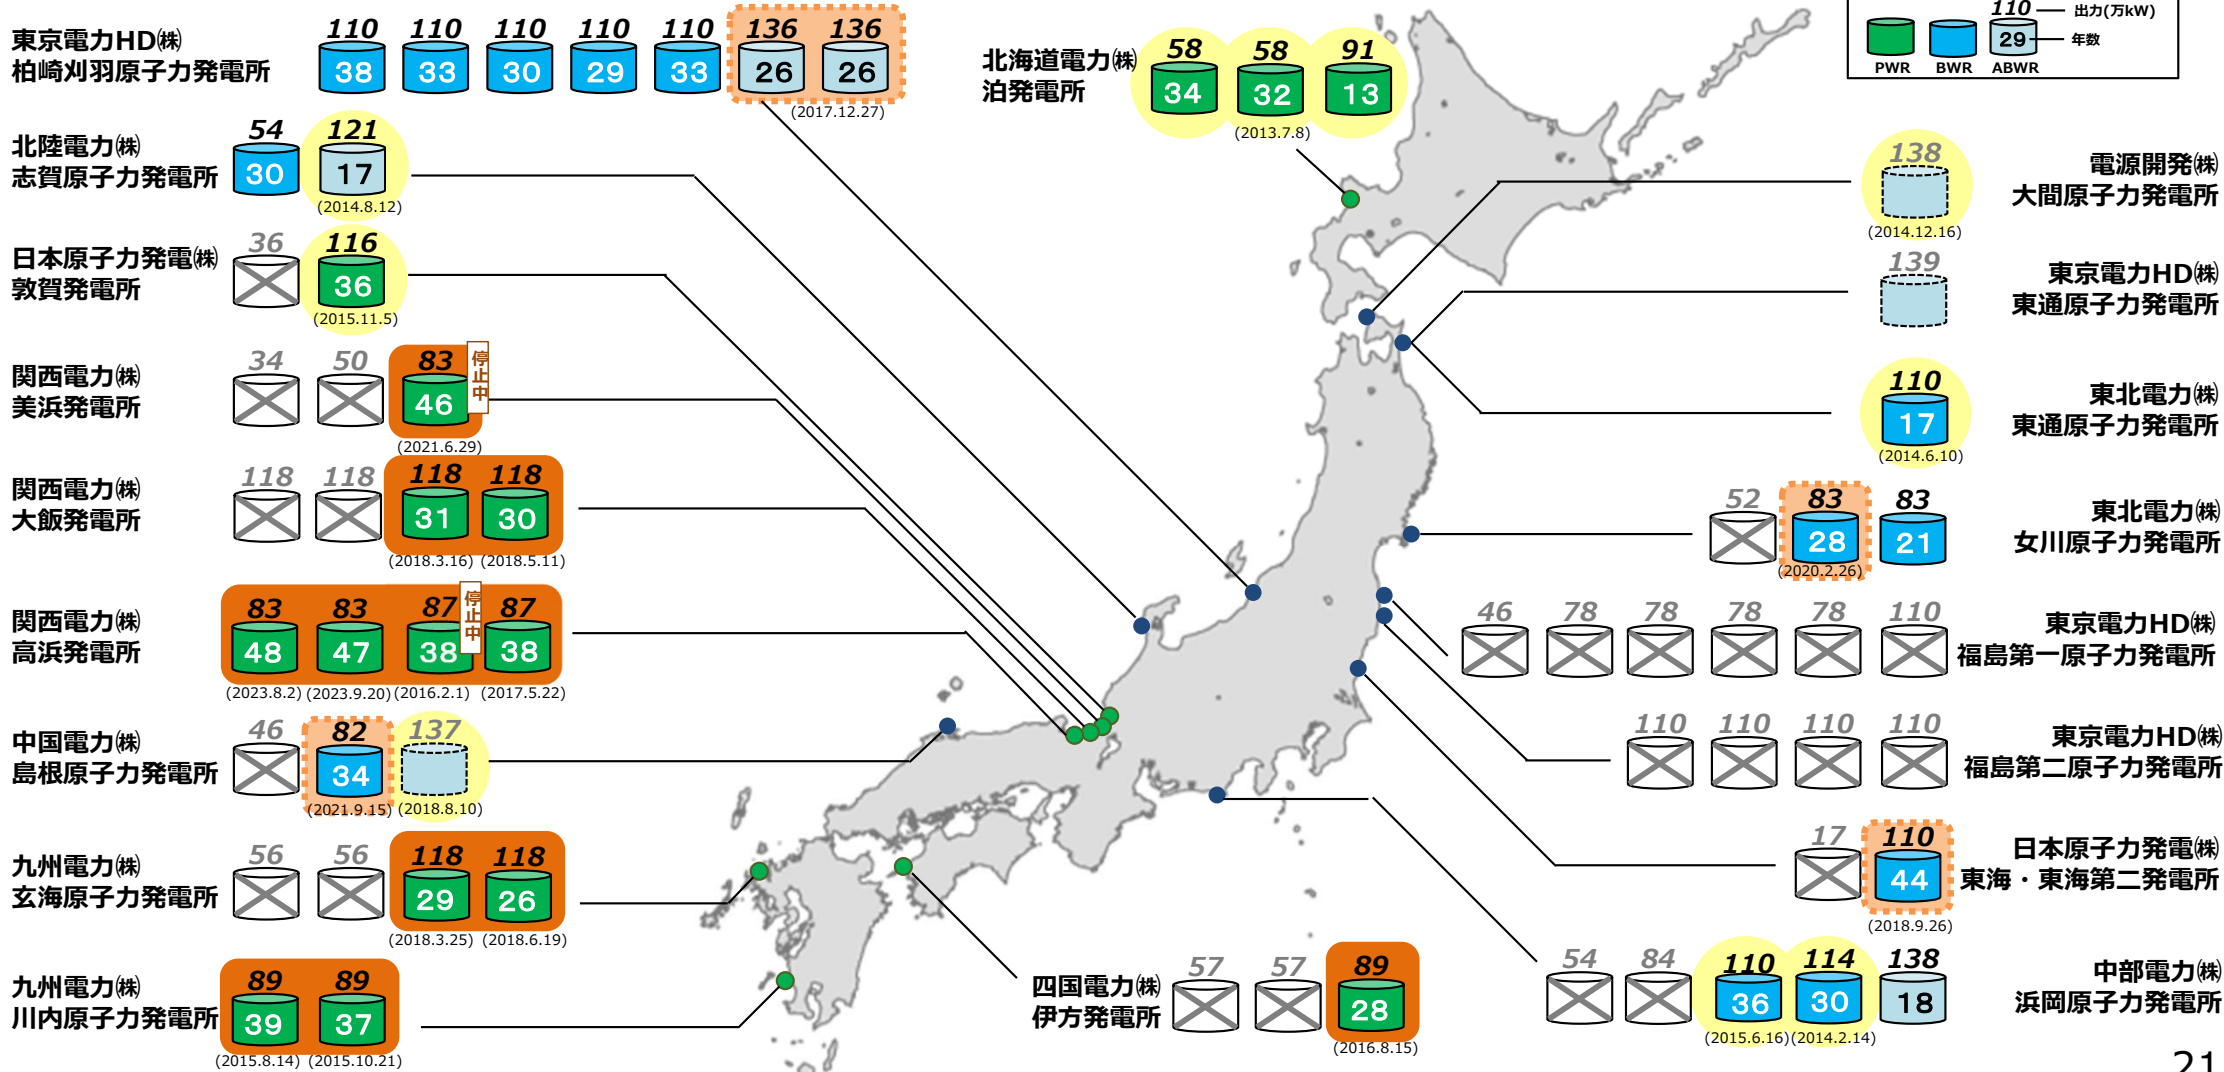 東京電力HD㈱
柏崎刈羽原子力発電所
110 110 110 110 110 136 136
38 33 30 29 33 26 26
(2017.12.27)
北陸電力㈱
志賀原子力発電所
54 121
30 17
(2014.8.12)
日本原子力発電㈱
敦賀発電所
36 116
36
(2015.11.5)
関西電力㈱
美浜発電所
34 50 83
46
停止中
(2021.6.29)
関西電力㈱
大飯発電所
118 118 118 118
31 30
(2018.3.16) (2018.5.11)
関西電力㈱
高浜発電所
83 83 87 87
48 47 38 38
停止中
(2023.8.2) (2023.9.20) (2016.2.1) (2017.5.22)
中国電力㈱
島根原子力発電所
46 82 137
34
(2021.9.15) (2018.8.10)
九州電力㈱
玄海原子力発電所
56 56 118 118
29 26
(2018.3.25) (2018.6.19)
九州電力㈱
川内原子力発電所
89 89
39 37
(2015.8.14) (2015.10.21)
北海道電力㈱
泊発電所
58 58 91
34 32 13
(2013.7.8)
四国電力㈱
伊方発電所
57 57 89
28
(2016.8.15)
110 出力(万kW)
29 年数
PWR BWR ABWR
138
電源開発㈱
大間原子力発電所
(2014.12.16)
139
東京電力HD㈱
東通原子力発電所
110
17
東北電力㈱
東通原子力発電所
(2014.6.10)
52 83 83
28 21
東北電力㈱
女川原子力発電所
(2020.2.26)
46 78 78 78 78 110
東京電力HD㈱
福島第一原子力発電所
110 110 110 110
東京電力HD㈱
福島第二原子力発電所
17 110
44
日本原子力発電㈱
東海・東海第二発電所
(2018.9.26)
54 84 110 114 138
36 30 18
中部電力㈱
浜岡原子力発電所
(2015.6.16) (2014.2.14)
21